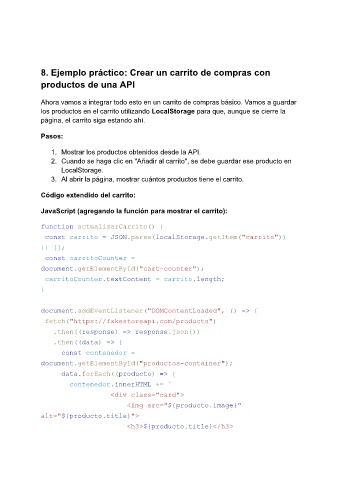 8. Ejemplo práctico: Crear un carrito de compras con
productos de una API
Ahora vamos a integrar todo esto en un carrito de compras básico. Vamos a guardar
los productos en el carrito utilizando LocalStorage para que, aunque se cierre la
página, el carrito siga estando ahí.
Pasos:
1. Mostrar los productos obtenidos desde la API.
2. Cuando se haga clic en "Añadir al carrito", se debe guardar ese producto en
LocalStorage.
3. Al abrir la página, mostrar cuántos productos tiene el carrito.
Código extendido del carrito:
JavaScript (agregando la función para mostrar el carrito):
function actualizarCarrito() {
const carrito = JSON.parse(localStorage.getItem("carrito"))
|| [];
const carritoCounter =
document.getElementById("cart-counter");
carritoCounter.textContent = carrito.length;
}
document.addEventListener("DOMContentLoaded", () => {
fetch("https://fakestoreapi.com/products")
.then((response) => response.json())
.then((data) => {
const contenedor =
document.getElementById("productos-container");
data.forEach((producto) => {
contenedor.innerHTML += `
<div class="card">
<img src="${producto.image}"
alt="${producto.title}">
<h3>${producto.title}</h3>